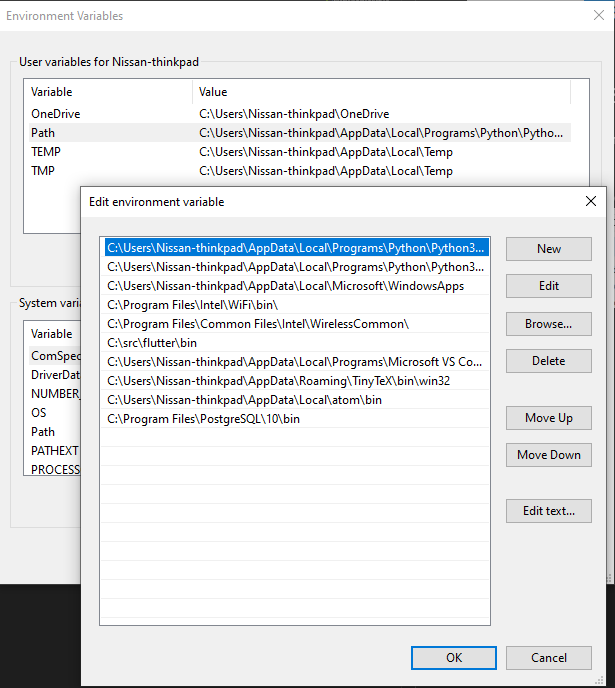 Environment Variables
User variables for Nissan-thinkpad
Variable Value
OneDrive C:\Users\Nissan-thinkpad\OneDrive
Path C:\Users\Nissan-thinkpad\AppData\Local\Programs\Python\Pytho...
TEMP C:\Users\Nissan-thinkpad\AppData\Local\Temp
TMP C:\Users\Nissan-thinkpad\AppData\Local\Temp
System varia
Variable
ComSpec
DriverData
NUMBER_
OS
Path
PATHEXT
PROCESS
Edit environment variable
C:\Users\Nissan-thinkpad\AppData\Local\Programs\Python\Python3...
C:\Users\Nissan-thinkpad\AppData\Local\Programs\Python\Python3...
C:\Users\Nissan-thinkpad\AppData\Local\Microsoft\WindowsApps
C:\Program Files\Intel\WiFi\bin\
C:\Program Files\Common Files\Intel\WirelessCommon\
C:\src\flutter\bin
C:\Users\Nissan-thinkpad\AppData\Local\Programs\Microsoft VS Co...
C:\Users\Nissan-thinkpad\AppData\Roaming\TinyTeX\bin\win32
C:\Users\Nissan-thinkpad\AppData\Local\atom\bin
C:\Program Files\PostgreSQL\10\bin
New
Edit
Browse...
Delete
Move Up
Move Down
Edit text...
OK
Cancel